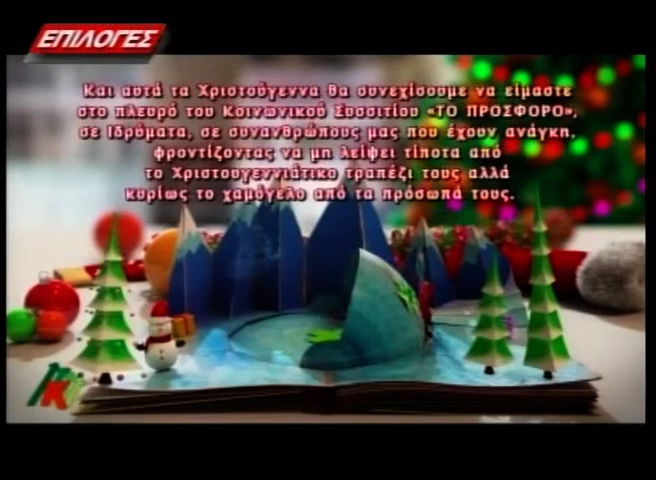 ΕΠΙΛΟΓΕΣ
Και αυτά τα Χριστούγεννα θα συνεχίσουμε να είμαστε
στο πλευρό του Κοινωνικού Συσσιτίου «ΤΟ ΠΡΟΣΦΟΡΟ»,
σε Ιδρύματα, σε συνανθρώπους μας που έχουν ανάγκη,
φροντίζοντας να μη λείψει τίποτα από
το Χριστουγεννιάτικο τραπέζι τους αλλά
κυρίως το χαμόγελο από τα πρόσωπά τους.